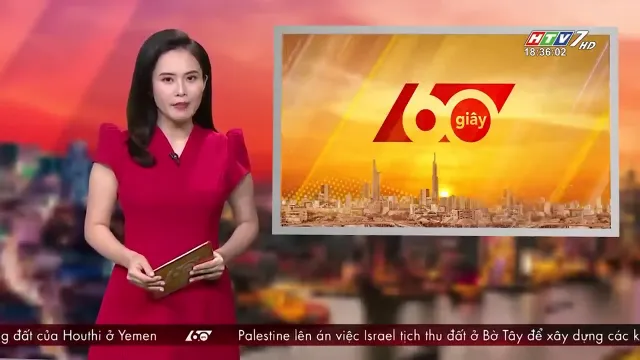 HTV7 HD
18:36:02
60 giây
g đất của Houthi ở Yemen 60 Palestine lên án việc Israel tịch thu đất ở Bờ Tây để xây dựng các k